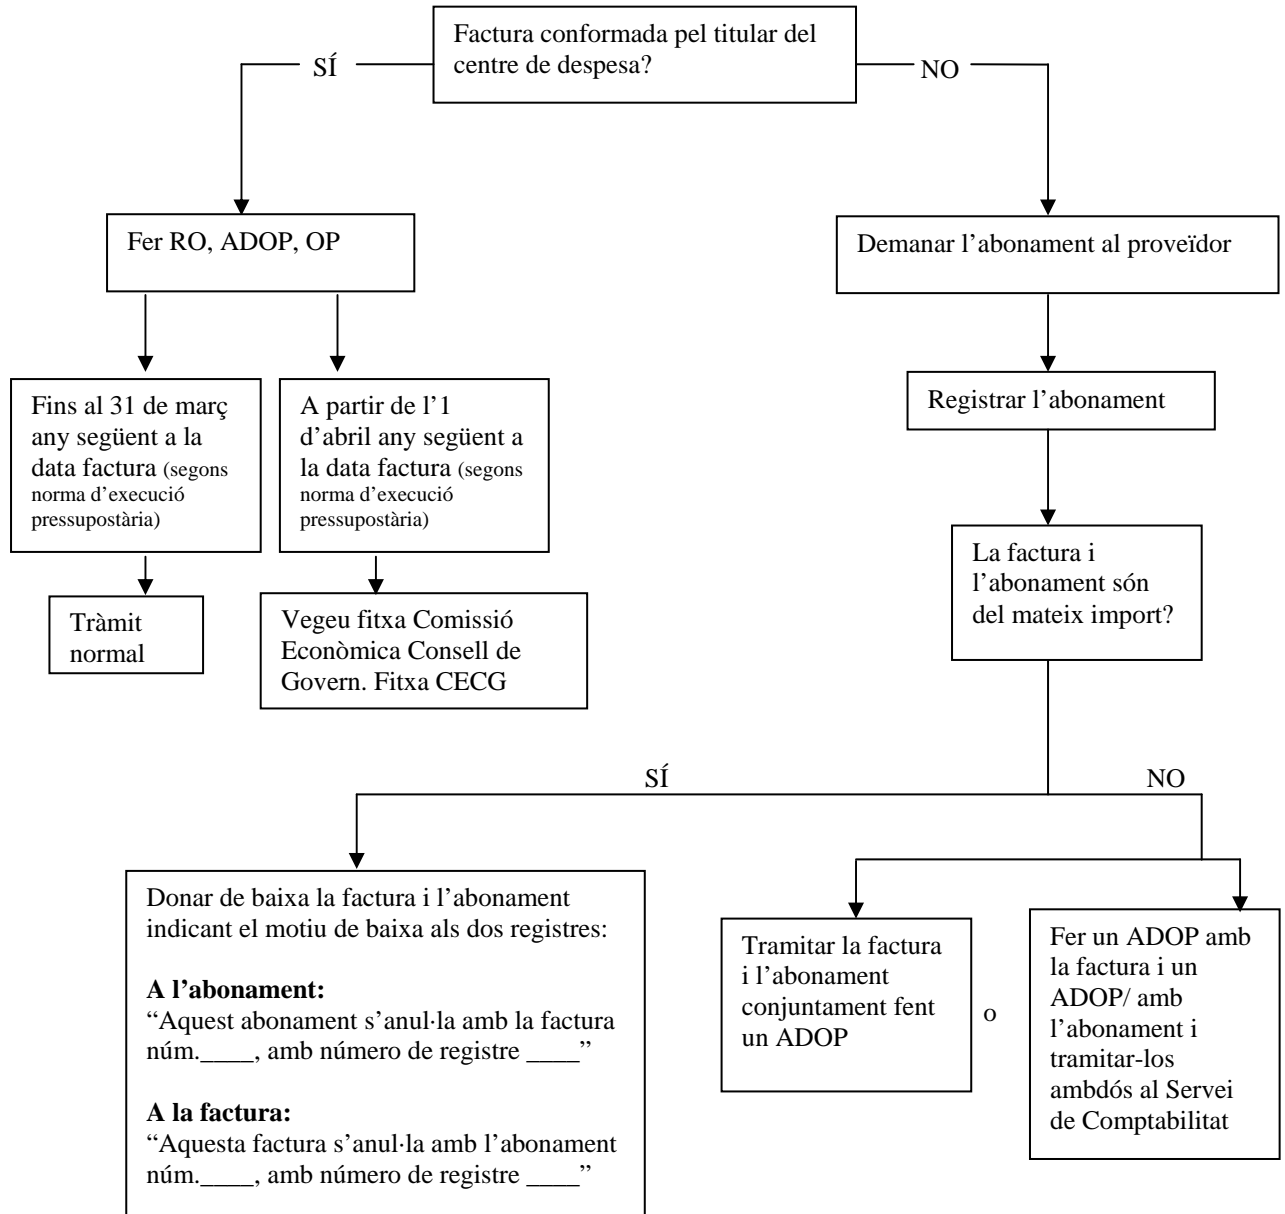 Factura conformada pel titular del
centre de despesa?
SÍ
NO
Fer RO, ADOP, OP
Demanar l’abonament al proveïdor
Fins al 31 de març
any següent a la
data factura (segons
norma d’execució
pressupostària)
A partir de l’1
d’abril any següent a
la data factura (segons
norma d’execució
pressupostària)
Registrar l’abonament
La factura i
l’abonament són
del mateix import?
Tràmit
normal
Vegeu fitxa Comissió
Econòmica Consell de
Govern. Fitxa CECG
SÍ
NO
Donar de baixa la factura i l’abonament
indicant el motiu de baixa als dos registres:
A l’abonament:
“Aquest abonament s’anul·la amb la factura
núm.____, amb número de registre ____”
A la factura:
“Aquesta factura s’anul·la amb l’abonament
núm.____, amb número de registre ____”
Tramitar la factura
i l’abonament
conjuntament fent
un ADOP
o
Fer un ADOP amb
la factura i un
ADOP/ amb
l’abonament i
tramitar-los
ambdós al Servei
de Comptabilitat